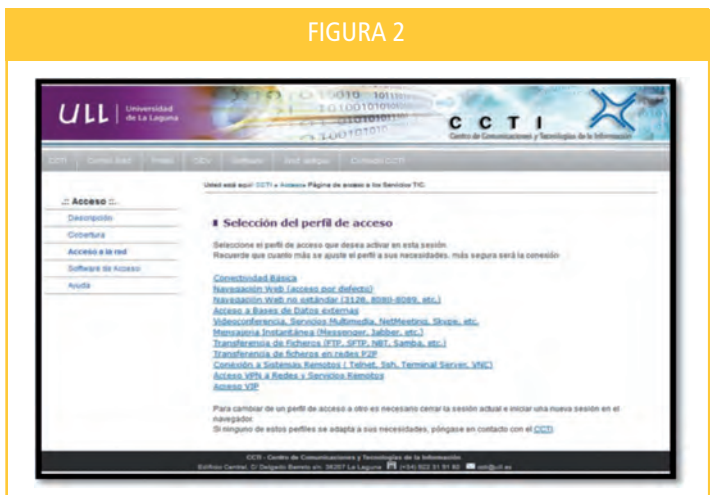 FIGURA 2
ULL Universidad
de La Laguna
CCTI
Centro de Comunicaciones y Tecnologías de la Información
CCTI
Usted está aquí: CCTI » Acceso » Página de acceso a los Servicios TIC.
.:: Acceso ::.
Descripción
Cobertura
Acceso a la red
Software de Acceso
Ayuda
Selección del perfil de acceso
Seleccione el perfil de acceso que desea activar en esta sesión.
Recuerde que cuanto más se ajuste el perfil a sus necesidades, más segura será la conexión
Conectividad Básica
Navegación Web (acceso por defecto)
Navegación Web no estándar (3128, 8080-8089, etc.)
Acceso a Bases de Datos externas
Videoconferencia, Servicios Multimedia, NetMeeting, Skype, etc.
Mensajería Instantánea (Messenger, Jabber, etc.)
Transferencia de Ficheros (FTP, SFTP, NBT, Samba, etc.)
Transferencia de ficheros en redes P2P
Conexión a Sistemas Remotos ( Telnet, Ssh, Terminal Server, VNC)
Acceso VPN a Redes y Servicios Remotos
Acceso VIP
Para cambiar de un perfil de acceso a otro es necesario cerrar la sesión actual e iniciar una nueva sesión en el
navegador.
Si ninguno de estos perfiles se adapta a sus necesidades, póngase en contacto con el CCTI.
CCTI - Centro de Comunicaciones y Tecnologías de la Información
Edificio Central, C/ Delgado Barreto s/n. 38207 La Laguna